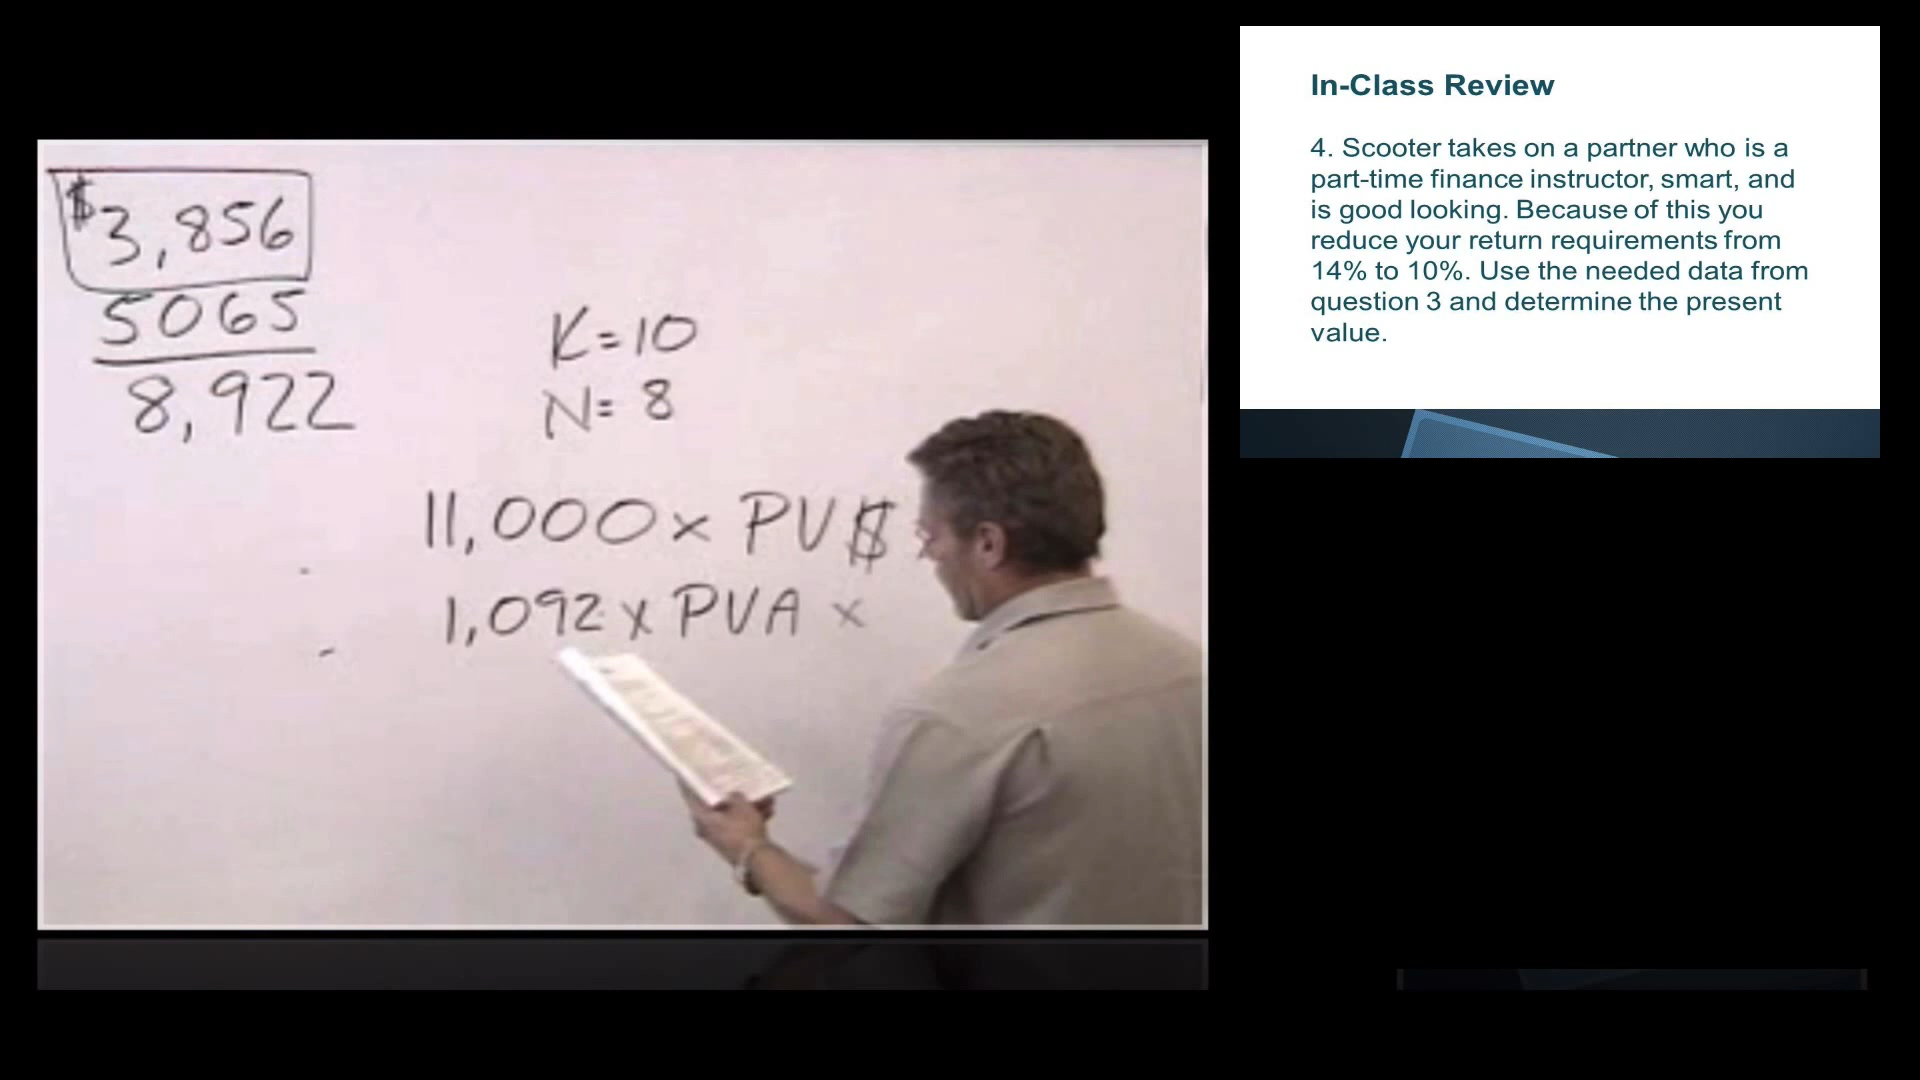 $3,856
5065
8,922
K=10
N=8
11,000 x PV$
1,092 x PVA x
In-Class Review
4. Scooter takes on a partner who is a
part-time finance instructor, smart, and
is good looking. Because of this you
reduce your return requirements from
14% to 10%. Use the needed data from
question 3 and determine the present
value.